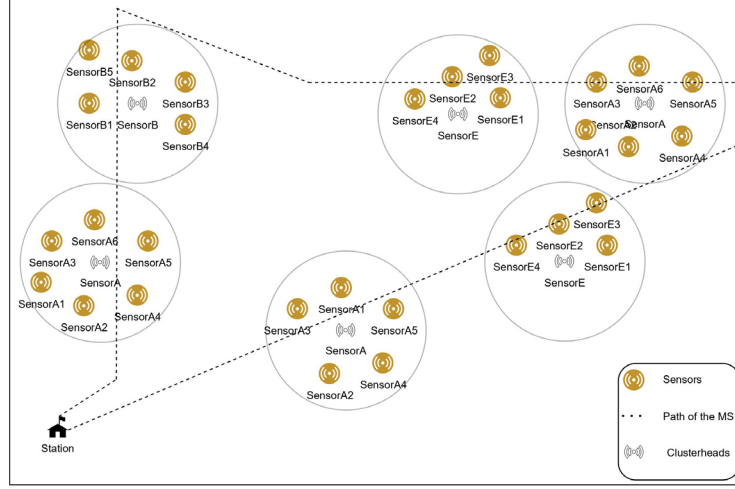 SensorB5
SensorB2
SensorB3
SensorB1
SensorB
SensorB4
SensorE3
SensorE2
SensorE4
SensorE1
SensorE
SensorA6
SensorA3
SensorA5
SensorA2
SensorA
SesnorA1
SensorA4
SensorA6
SensorA3
SensorA5
SensorA
SensorA1
SensorA4
SensorA2
SensorE3
SensorE2
SensorE4
SensorE1
SensorE
SensorA1
SensorA3
SensorA5
SensorA
SensorA4
SensorA2
Station
Sensors
Path of the MS
Clusterheads